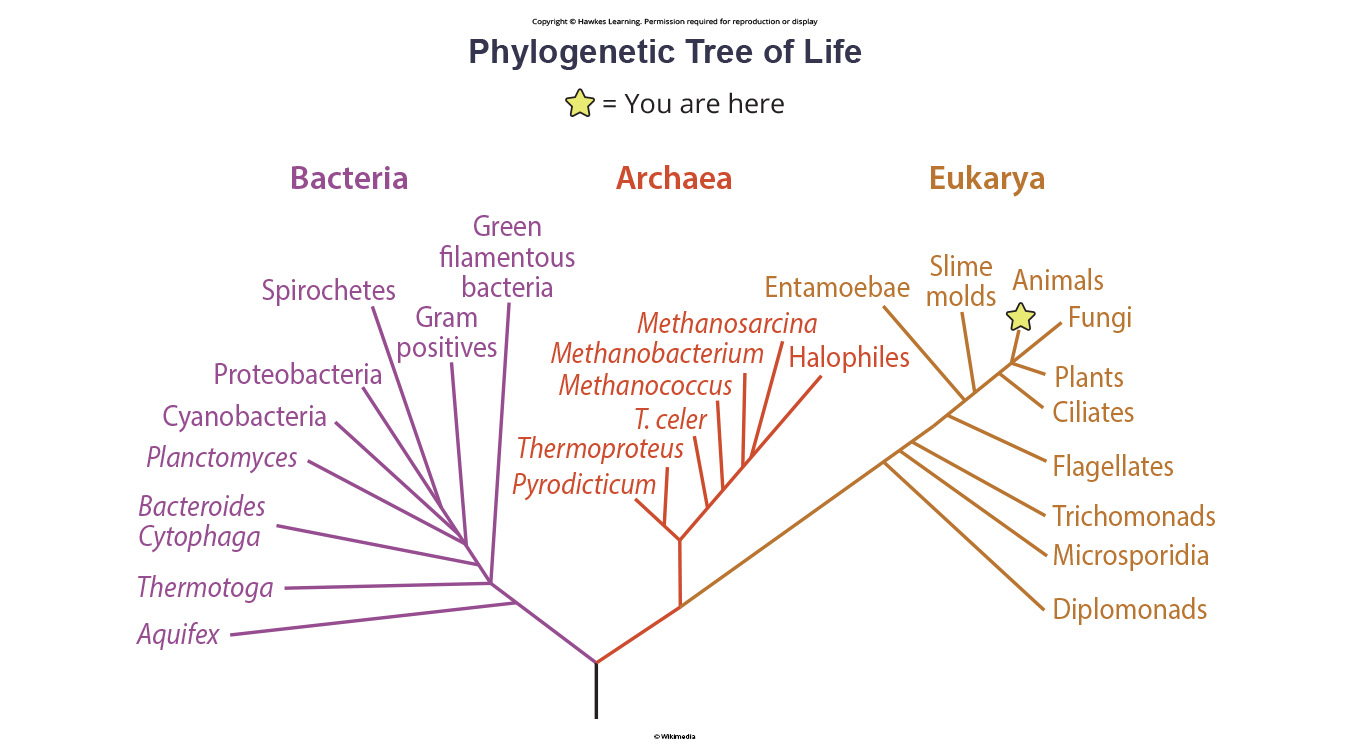 Copyright © Hawkes Learning. Permission required for reproduction or display
Phylogenetic Tree of Life
= You are here
Bacteria
Archaea
Eukarya
Green
filamentous
bacteria
Spirochetes
Gram
positives
Proteobacteria
Cyanobacteria
Planctomyces
Bacteroides
Cytophaga
Thermotoga
Aquifex
Methanosarcina
Methanobacterium
Halophiles
Methanococcus
T. celer
Thermoproteus
Pyrodicticum
Entamoebae
Slime
molds
Animals
Fungi
Plants
Ciliates
Flagellates
Trichomonads
Microsporidia
Diplomonads
© Wikimedia